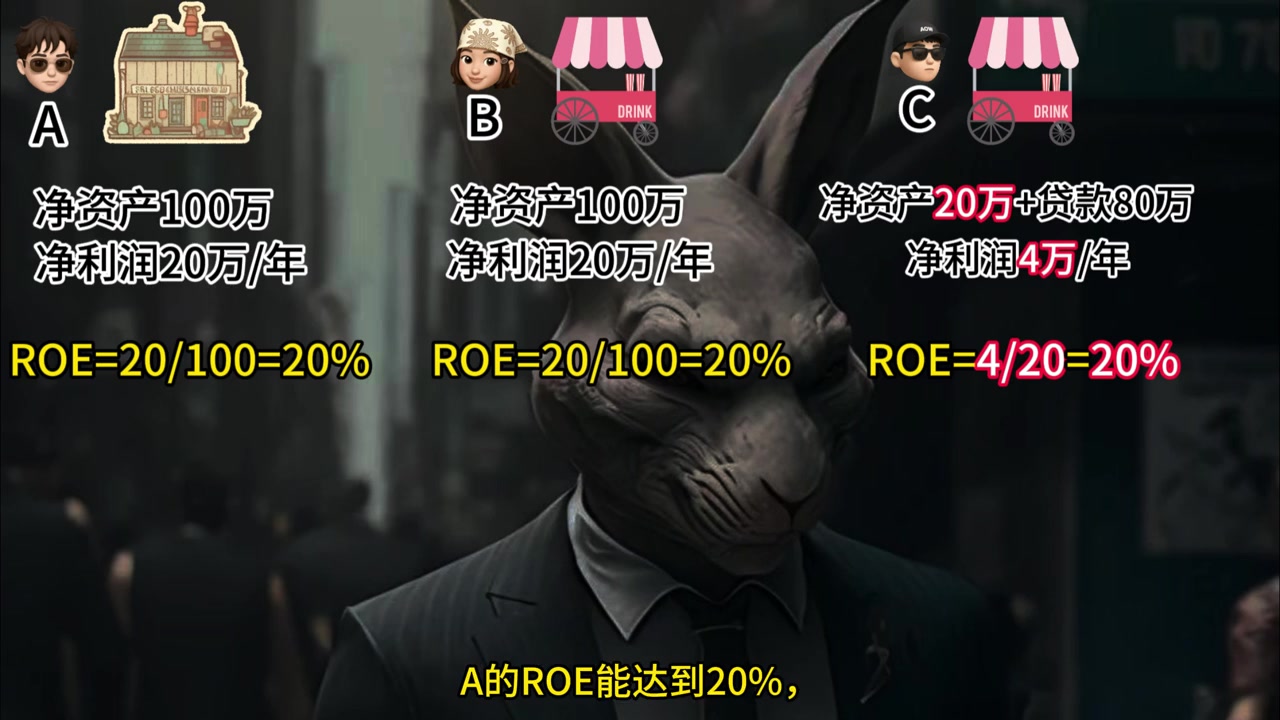 A
B
C
DRINK
DRINK
净资产100万
净利润20万/年
净资产100万
净利润20万/年
净资产20万+贷款80万
净利润4万/年
ROE=20/100=20%
ROE=20/100=20%
ROE=4/20=20%
A的ROE能达到20%，